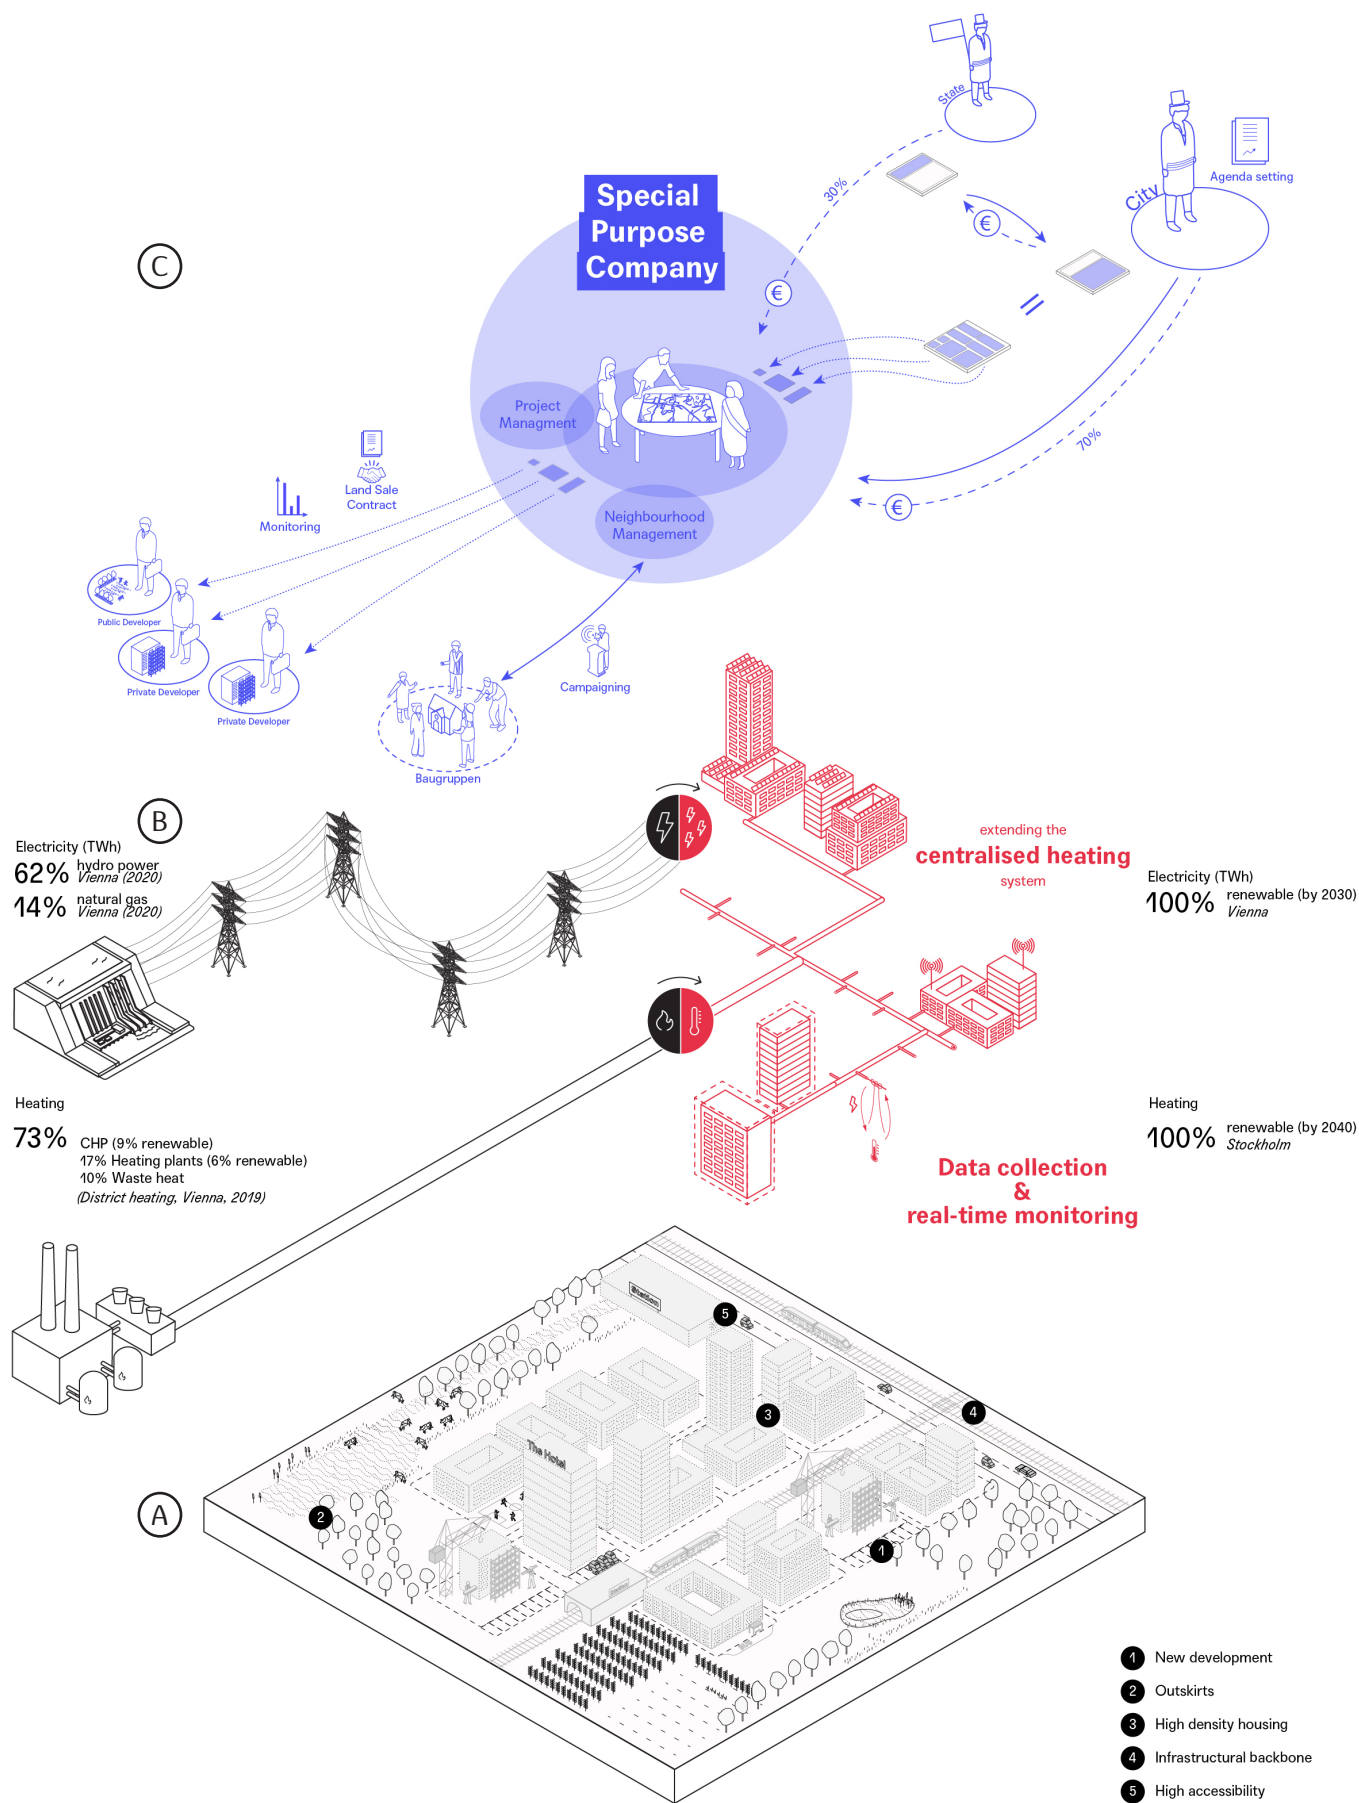 State
City
Agenda setting
Special
Purpose
Company
30%
€
€
C
70%
€
Project
Managment
Neighbourhood
Management
Land Sale
Contract
Monitoring
Public Developer
Private Developer
Private Developer
Campaigning
Baugruppen
B
Electricity (TWh)
62% hydro power
Vienna (2020)
14% natural gas
Vienna (2020)
extending the
centralised heating
system
Electricity (TWh)
100% renewable (by 2030)
Vienna
Heating
73% CHP (9% renewable)
17% Heating plants (6% renewable)
10% Waste heat
(District heating, Vienna, 2019)
Heating
100% renewable (by 2040)
Stockholm
Data collection
&
real-time monitoring
Station
5
4
3
The Hotel
A
2
1
1 New development
2 Outskirts
3 High density housing
4 Infrastructural backbone
5 High accessibility